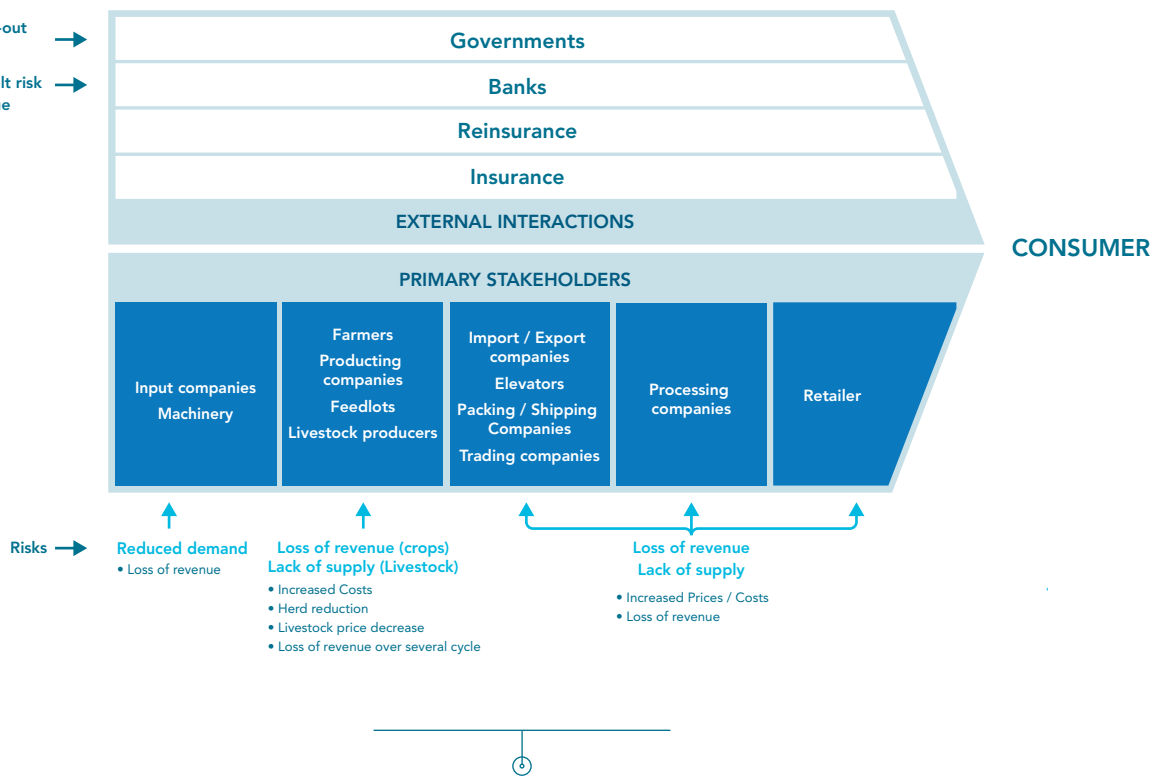 -out
Governments
lt risk
Banks
e
Reinsurance
Insurance
EXTERNAL INTERACTIONS
CONSUMER
PRIMARY STAKEHOLDERS
Input companies
Machinery
Farmers
Producting
companies
Feedlots
Livestock producers
Import / Export
companies
Elevators
Packing / Shipping
Companies
Trading companies
Processing
companies
Retailer
Risks
Reduced demand
• Loss of revenue
Loss of revenue (crops)
Lack of supply (Livestock)
• Increased Costs
• Herd reduction
• Livestock price decrease
• Loss of revenue over several cycle
Loss of revenue
Lack of supply
• Increased Prices / Costs
• Loss of revenue